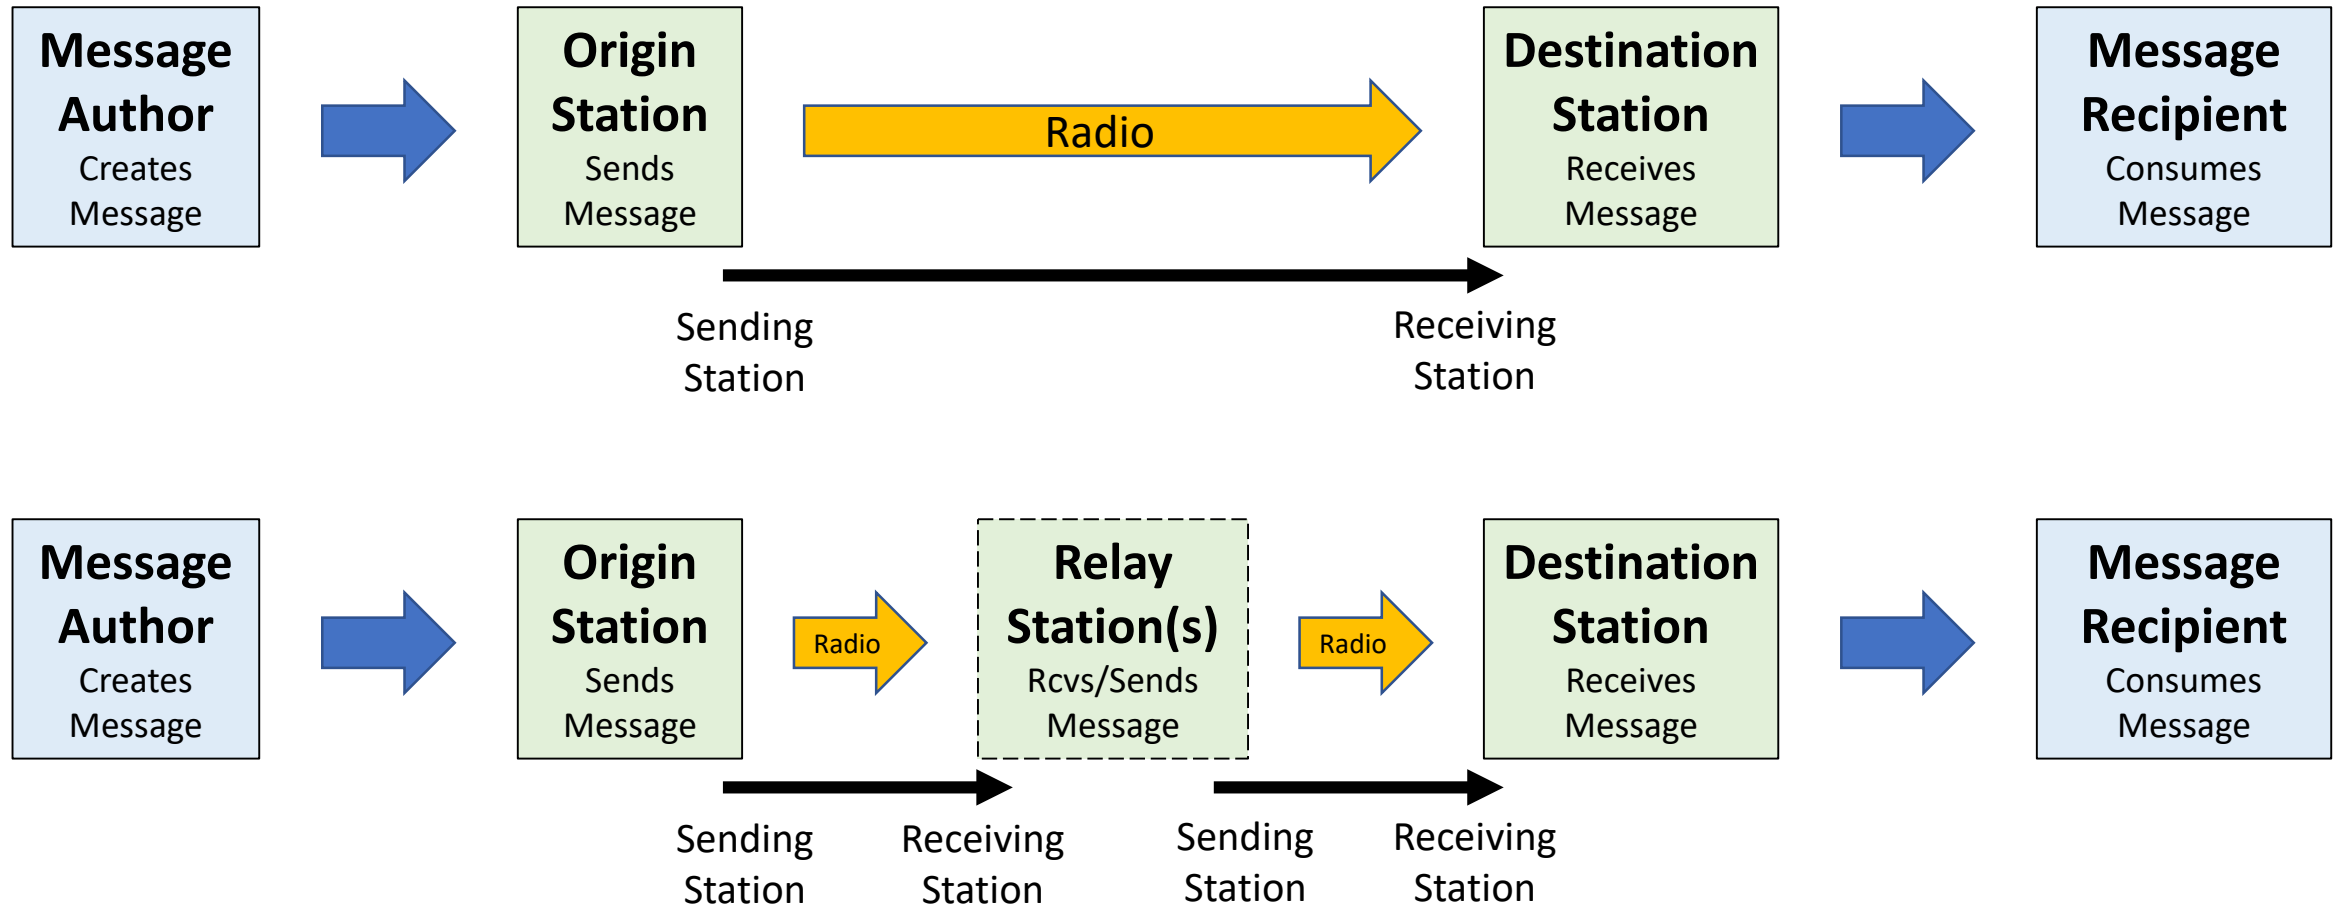 Message
Author
Creates
Message
Origin
Station
Sends
Message
Radio
Destination
Station
Receives
Message
Message
Recipient
Consumes
Message
Sending
Station
Receiving
Station
Message
Author
Creates
Message
Origin
Station
Sends
Message
Radio
Relay
Station(s)
Rcvs/Sends
Message
Radio
Destination
Station
Receives
Message
Message
Recipient
Consumes
Message
Sending
Station
Receiving
Station
Sending
Station
Receiving
Station